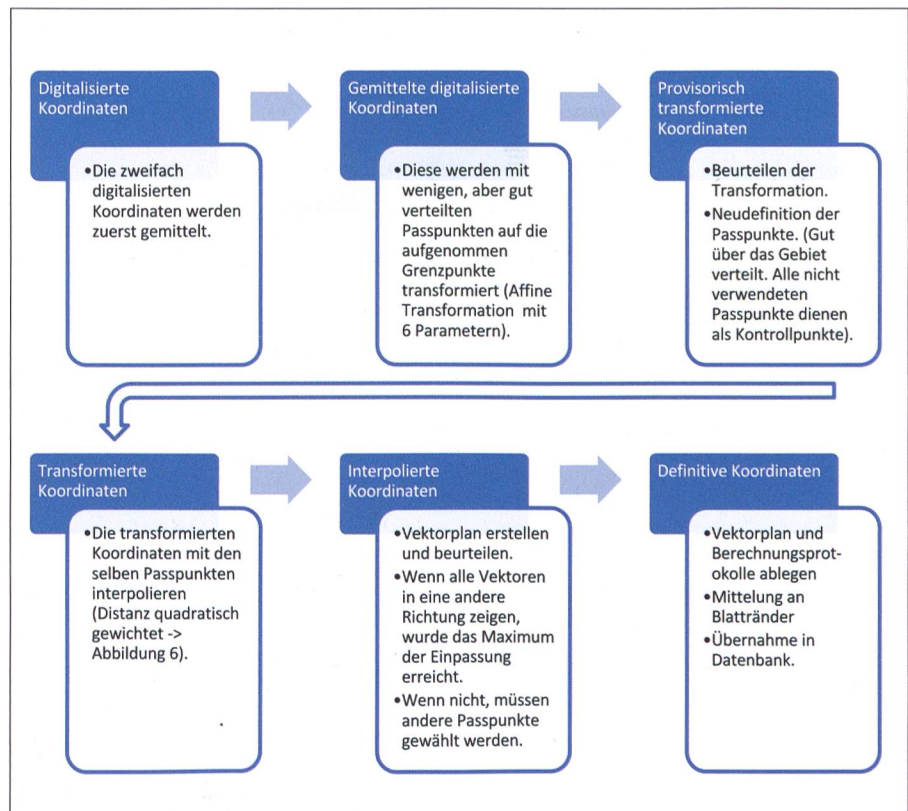 Digitalisierte
Koordinaten
•Die zweifach
digitalisierten
Koordinaten werden
zuerst gemittelt.
Gemittelte digitalisierte
Koordinaten
•Diese werden mit
wenigen, aber gut
verteilten
Passpunkten auf die
aufgenommen
Grenzpunkte
transformiert (Affine
Transformation mit
6 Parametern).
Provisorisch
transformierte
Koordinaten
•Beurteilen der
Transformation.
•Neudefinition der
Passpunkte. (Gut
über das Gebiet
verteilt. Alle nicht
verwendeten
Passpunkte dienen
als Kontrollpunkte).
Transformierte
Koordinaten
•Die transformierten
Koordinaten mit den
selben Passpunkten
interpolieren
(Distanz quadratisch
gewichtet ->
Abbildung 6).
Interpolierte
Koordinaten
•Vektorplan erstellen
und beurteilen.
•Wenn alle Vektoren
in eine andere
Richtung zeigen,
wurde das Maximum
der Einpassung
erreicht.
•Wenn nicht, müssen
andere Passpunkte
gewählt werden.
Definitive Koordinaten
•Vektorplan und
Berechnungsprot-
okolle ablegen
•Mittelung an
Blattränder
•Übernahme in
Datenbank.